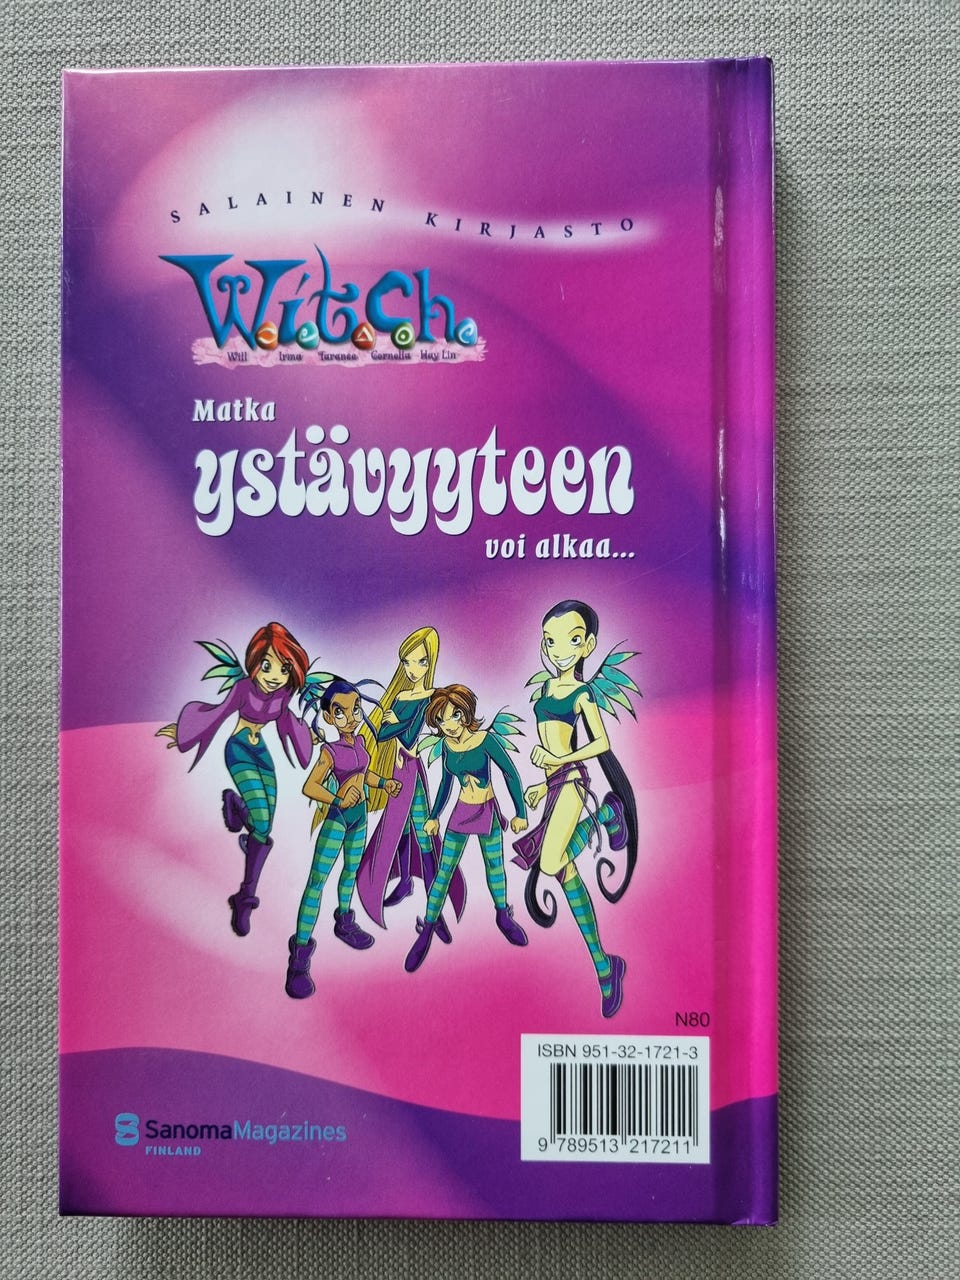 SALAINEN KIRJASTO
W.i.t.c.h.
Will Irma Taranee Cornelia Hay Lin
Matka
ystävyyteen
voi alkaa...
N80
ISBN 951-32-1721-3
9 789513 217211
SanomaMagazines
FINLAND